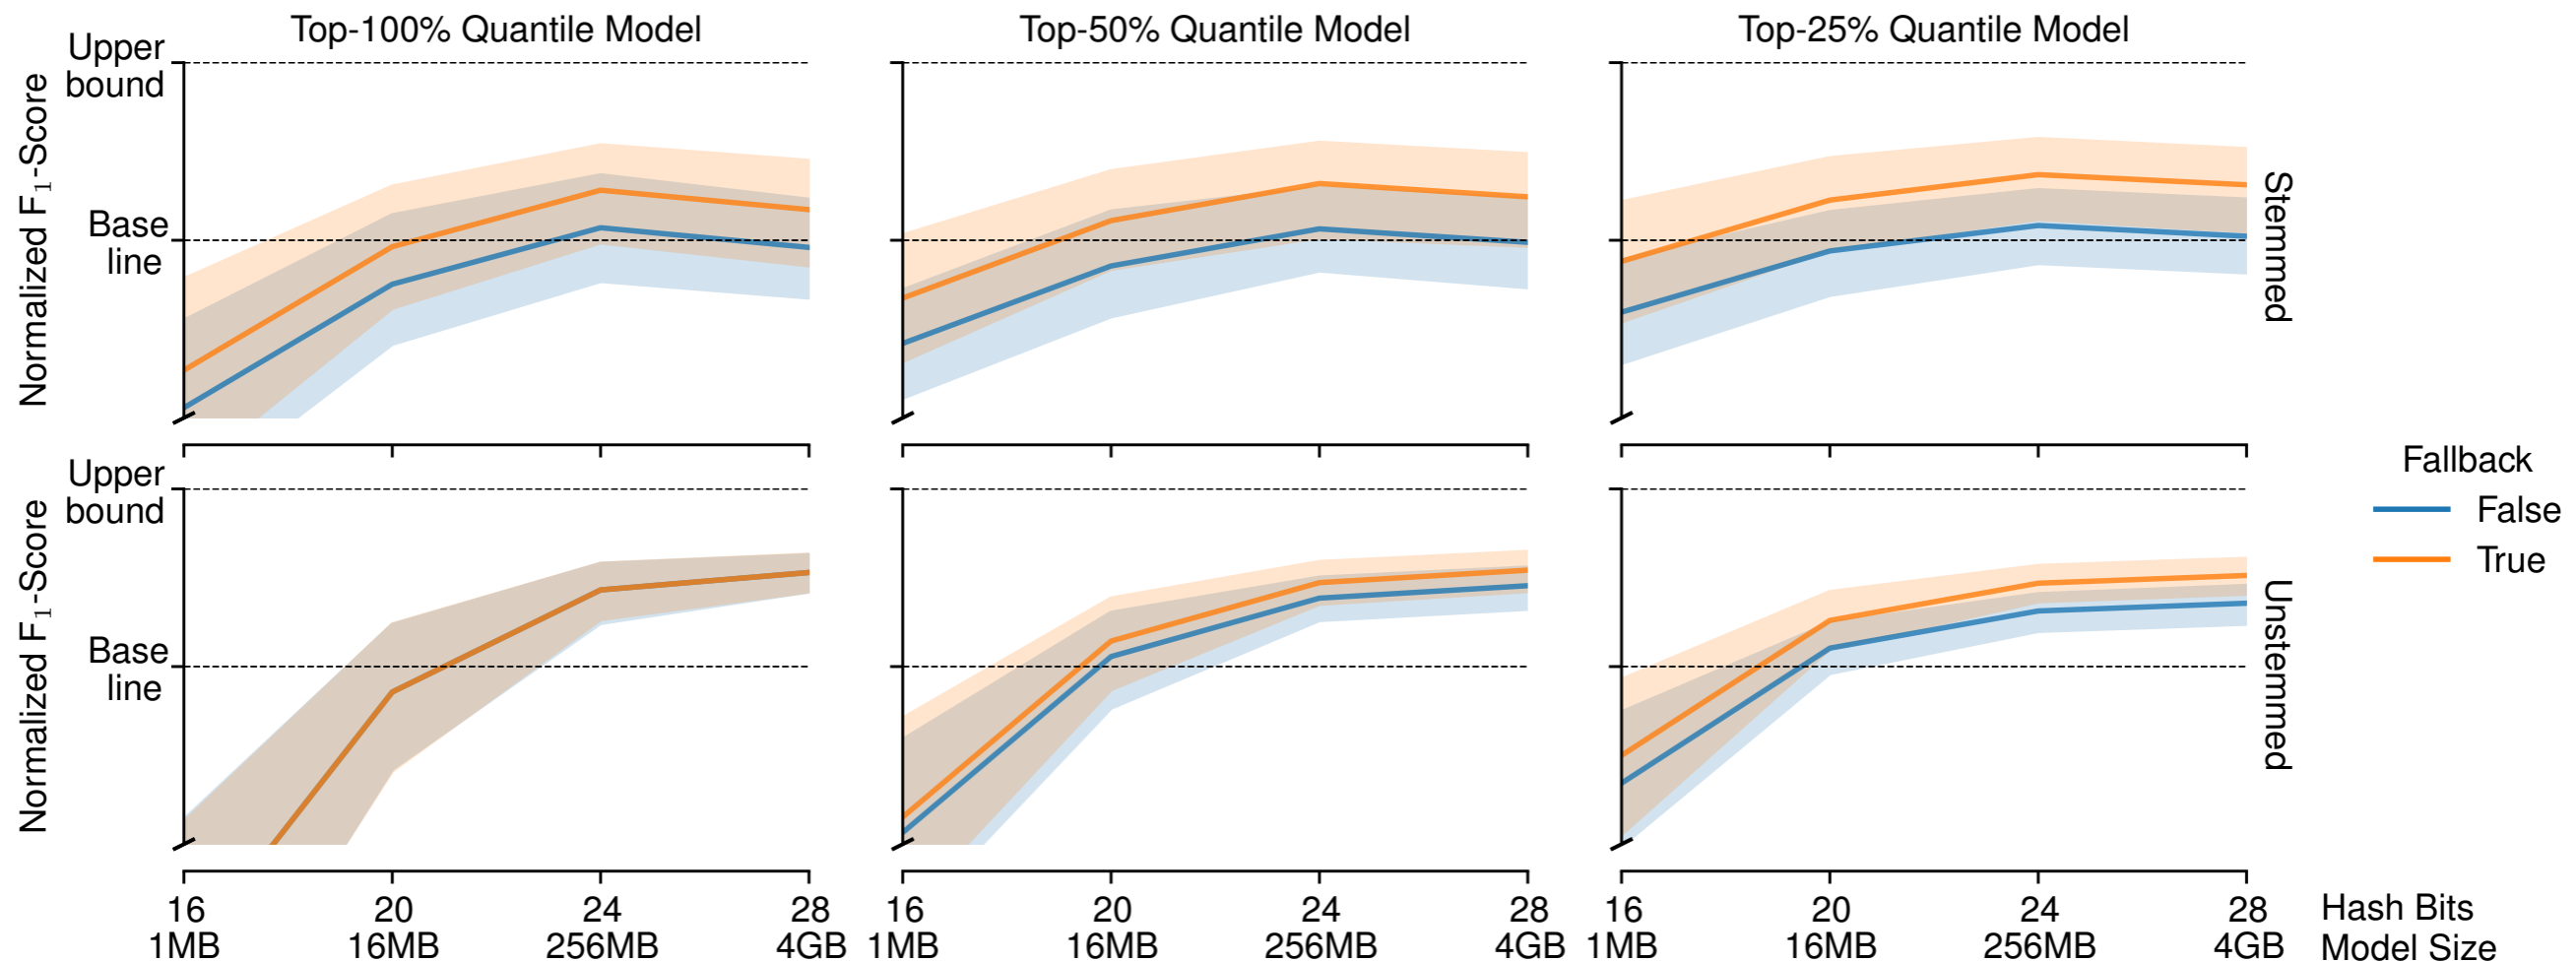 Top-100% Quantile Model
Top-50% Quantile Model
Top-25% Quantile Model
Normalized F₁-Score
Upper
bound
Base
line
Stemmed
Normalized F₁-Score
Upper
bound
Base
line
Unstemmed
Fallback
False
True
16 20 24 28 16 20 24 28 16 20 24 28 Hash Bits
1MB 16MB 256MB 4GB 1MB 16MB 256MB 4GB 1MB 16MB 256MB 4GB Model Size